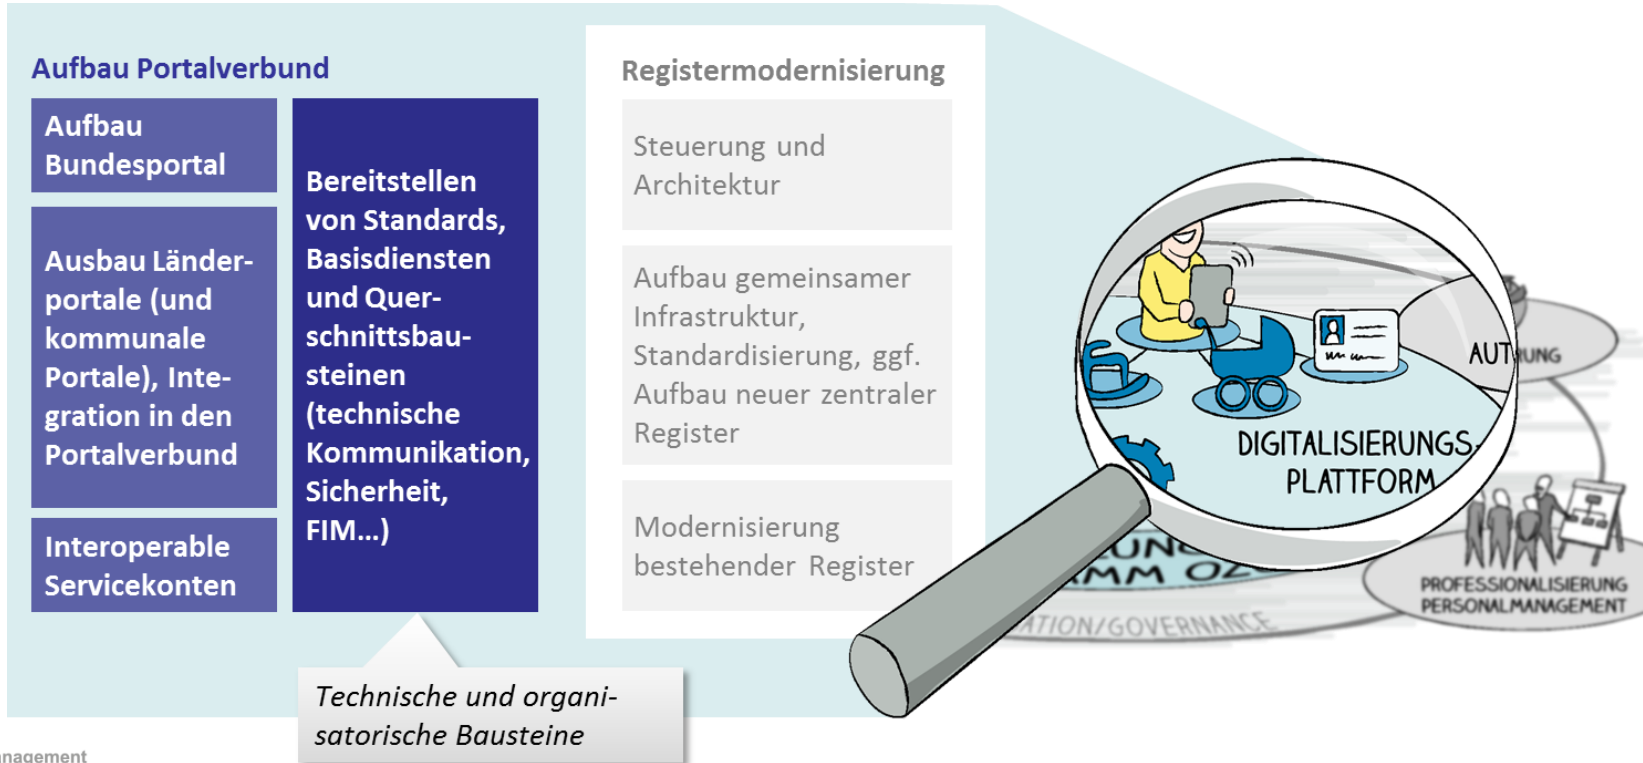 Aufbau Portalverbund
Aufbau
Bundesportal
Ausbau Länder-
portale (und
kommunale
Portale), Inte-
gration in den
Portalverbund
Interoperable
Servicekonten
Bereitstellen
von Standards,
Basisdiensten
und Quer-
schnittsbau-
steinen
(technische
Kommunikation,
Sicherheit,
FIM...)
Technische und organi-
satorische Bausteine
Registermodernisierung
Steuerung und
Architektur
Aufbau gemeinsamer
Infrastruktur,
Standardisierung, ggf.
Aufbau neuer zentraler
Register
Modernisierung
bestehender Register
DIGITALISIERUNGS-
PLATTFORM
PROFESSIONALISIERUNG
PERSONALMANAGEMENT
/GOVERNANCE